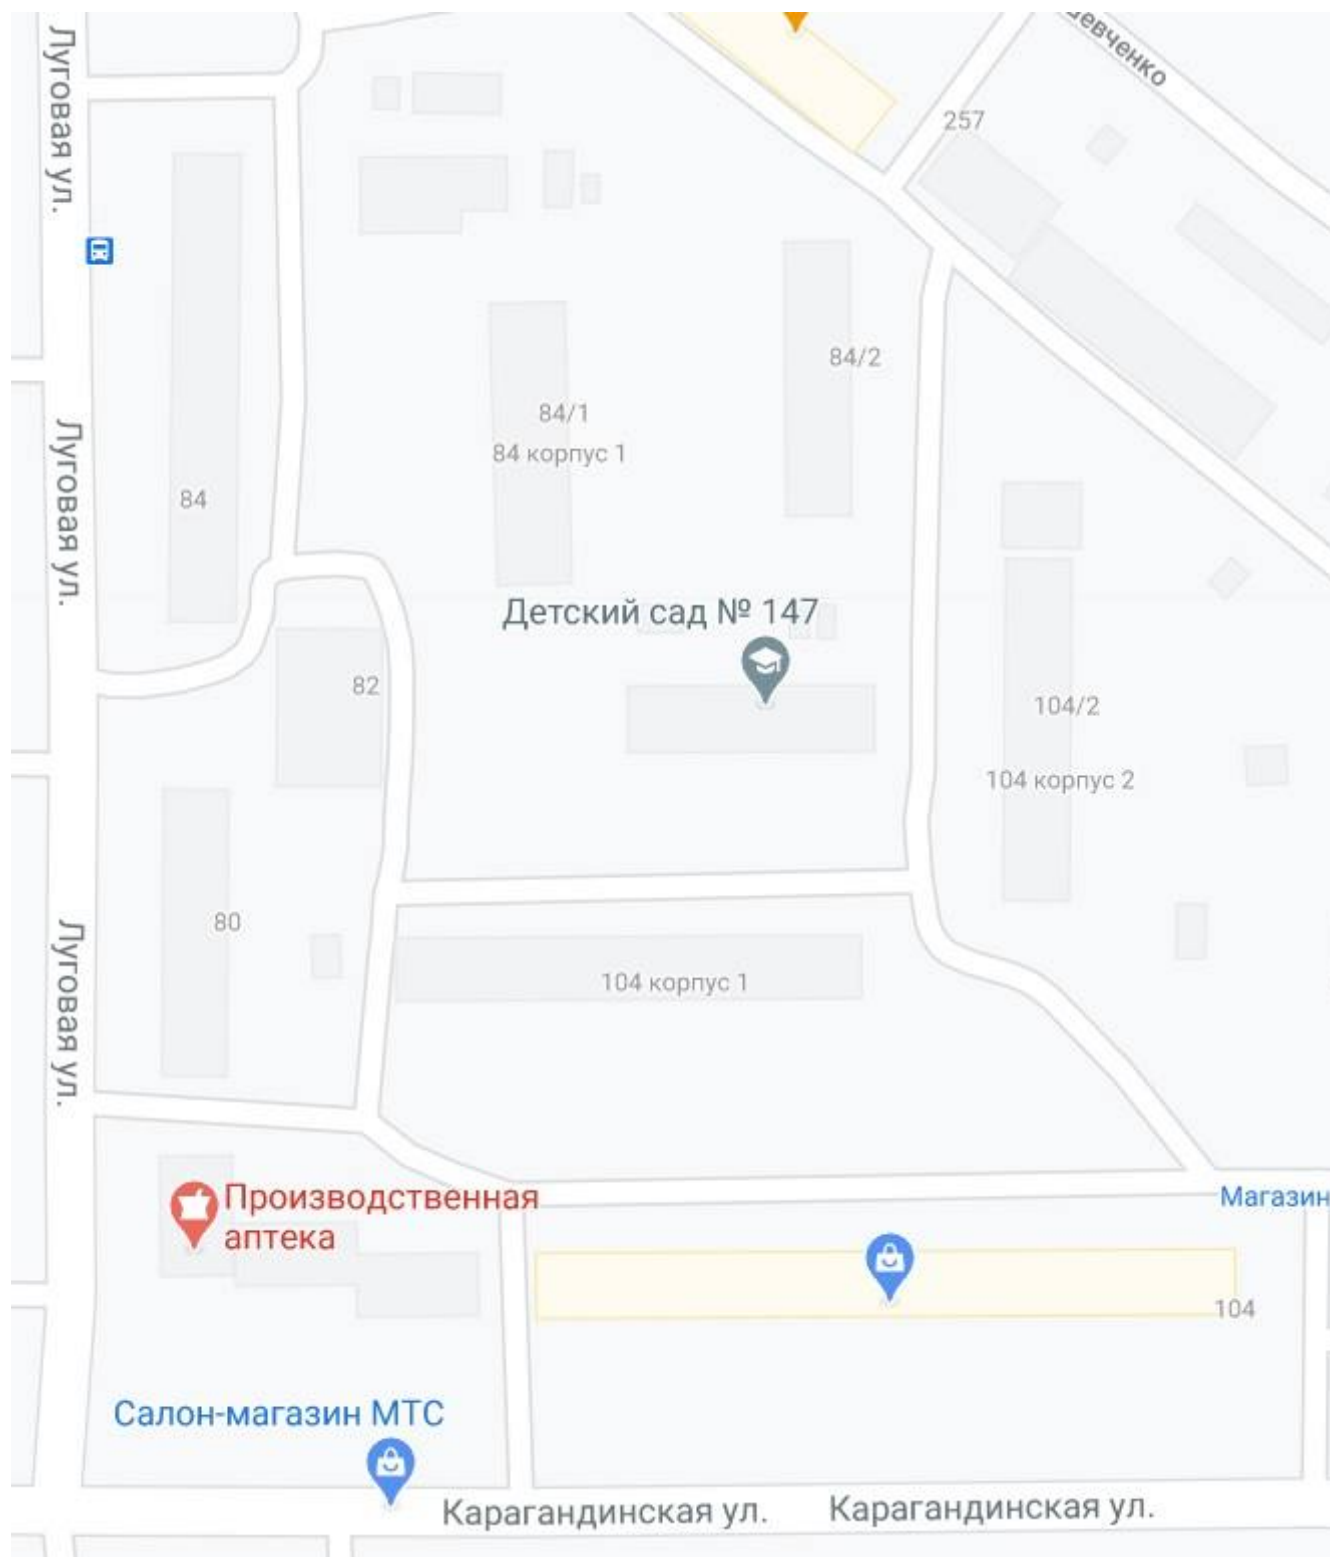 Луговая ул.
257
84/2
84/1
84 корпус 1
Луговая ул.
84
Детский сад № 147
82
104/2
104 корпус 2
80
Луговая ул.
104 корпус 1
Производственная
аптека
Магазин
104
Салон-магазин МТС
Карагандинская ул.
Карагандинская ул.